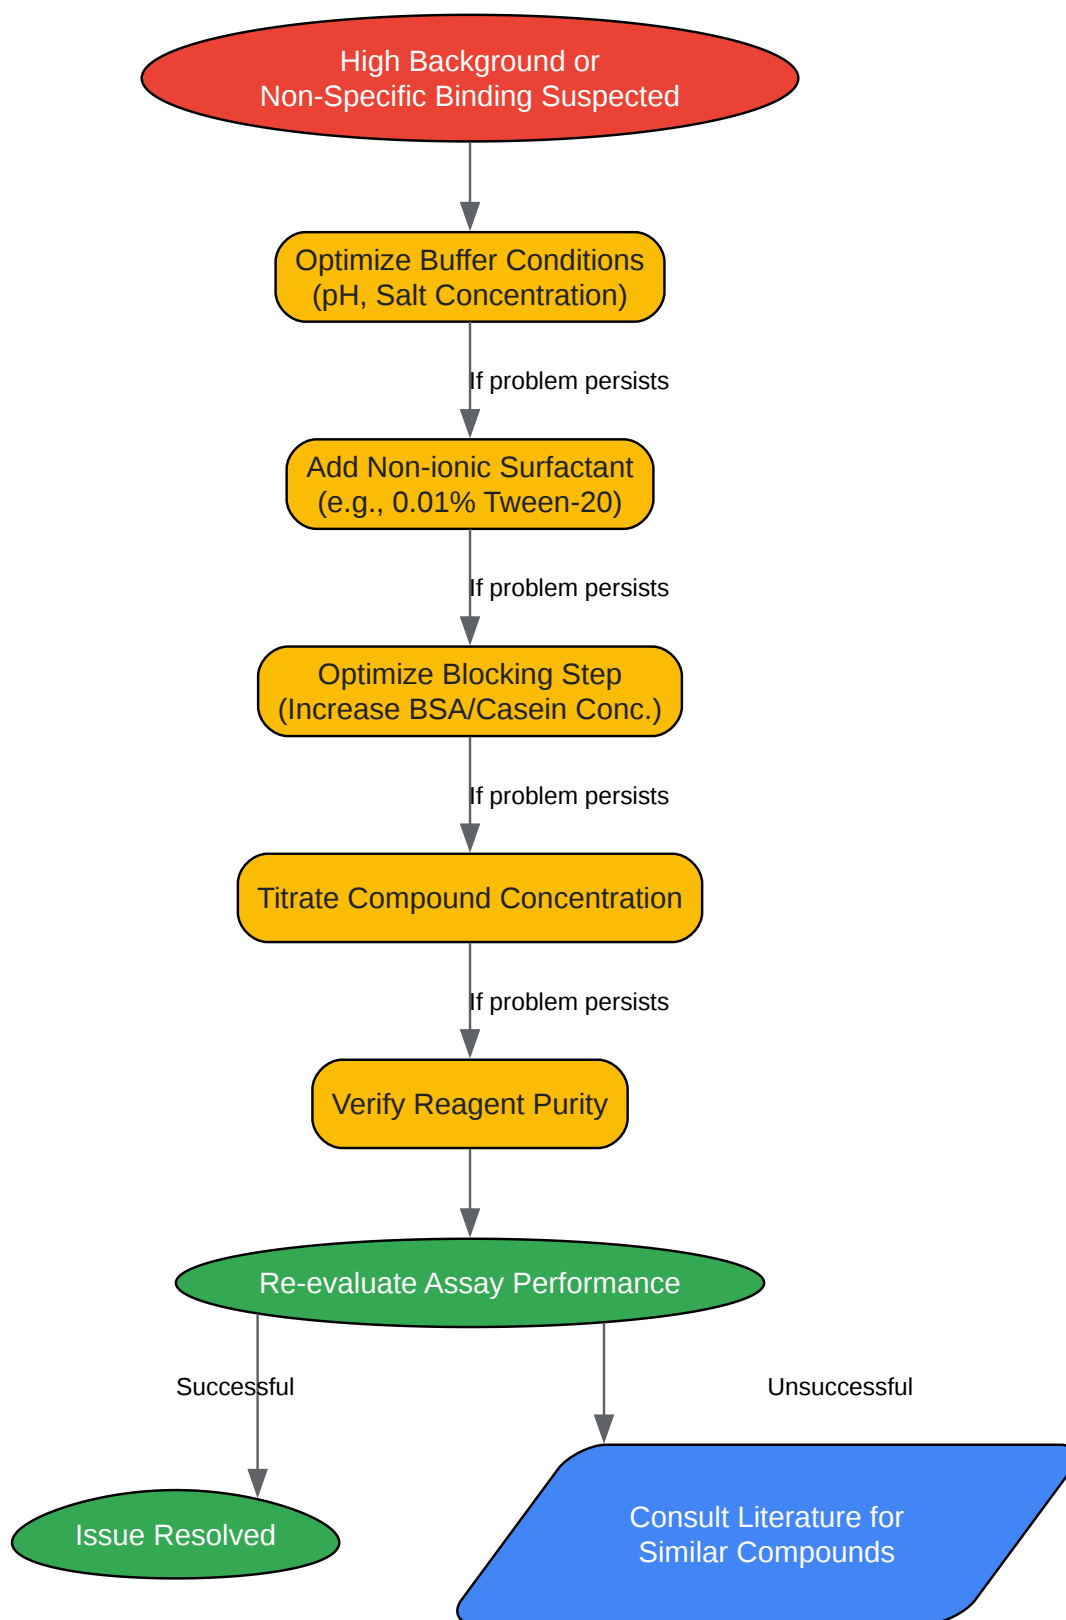 High Background or
Non-Specific Binding Suspected
Optimize Buffer Conditions
(pH, Salt Concentration)
If problem persists
Add Non-ionic Surfactant
(e.g., 0.01% Tween-20)
If problem persists
Optimize Blocking Step
(Increase BSA/Casein Conc.)
If problem persists
Titrate Compound Concentration
If problem persists
Verify Reagent Purity
Re-evaluate Assay Performance
Successful
Unsuccessful
Issue Resolved
Consult Literature for
Similar Compounds